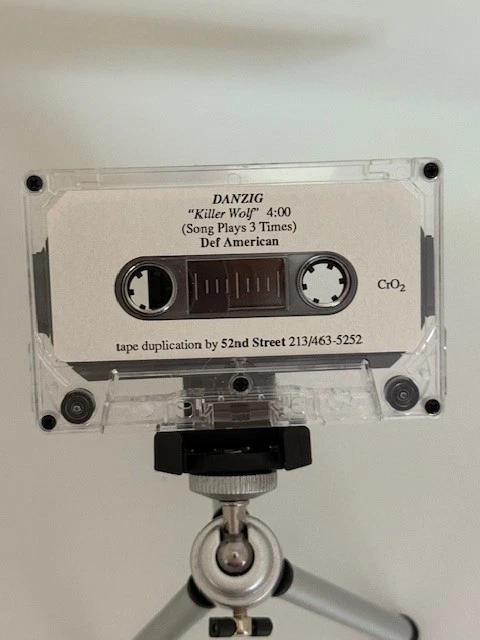 DANZIG
"Killer Wolf" 4:00
(Song Plays 3 Times)
Def American
CrO₂
tape duplication by 52nd Street 213/463-5252